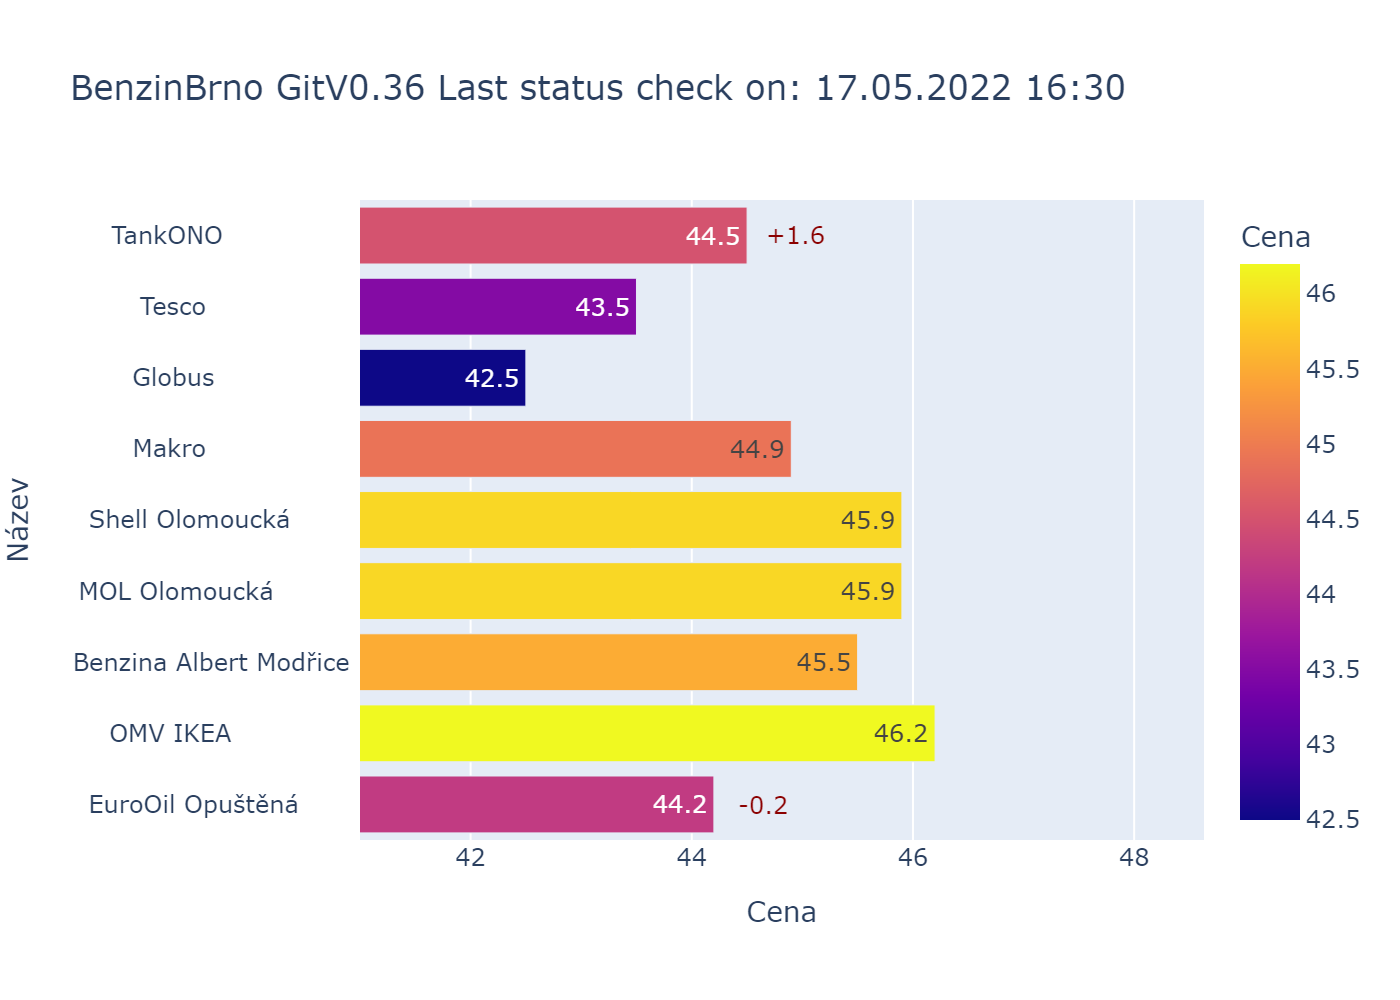 BenzinBrno GitV0.36 Last status check on: 17.05.2022 16:30
TankONO 44.5 +1.6
Tesco 43.5
Globus 42.5
Makro 44.9
Shell Olomoucká 45.9
MOL Olomoucká 45.9
Benzina Albert Modřice 45.5
OMV IKEA 46.2
EuroOil Opuštěná 44.2 -0.2
Název
42 44 46 48
Cena
Cena
46
45.5
45
44.5
44
43.5
43
42.5